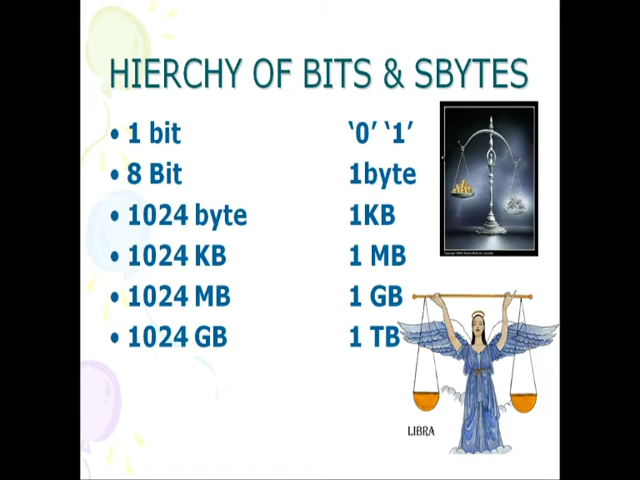 HIERCHY OF BITS & SBYTES
• 1 bit ‘0’ ‘1’
• 8 Bit 1byte
• 1024 byte 1KB
• 1024 KB 1 MB
• 1024 MB 1 GB
• 1024 GB 1 TB
LIBRA